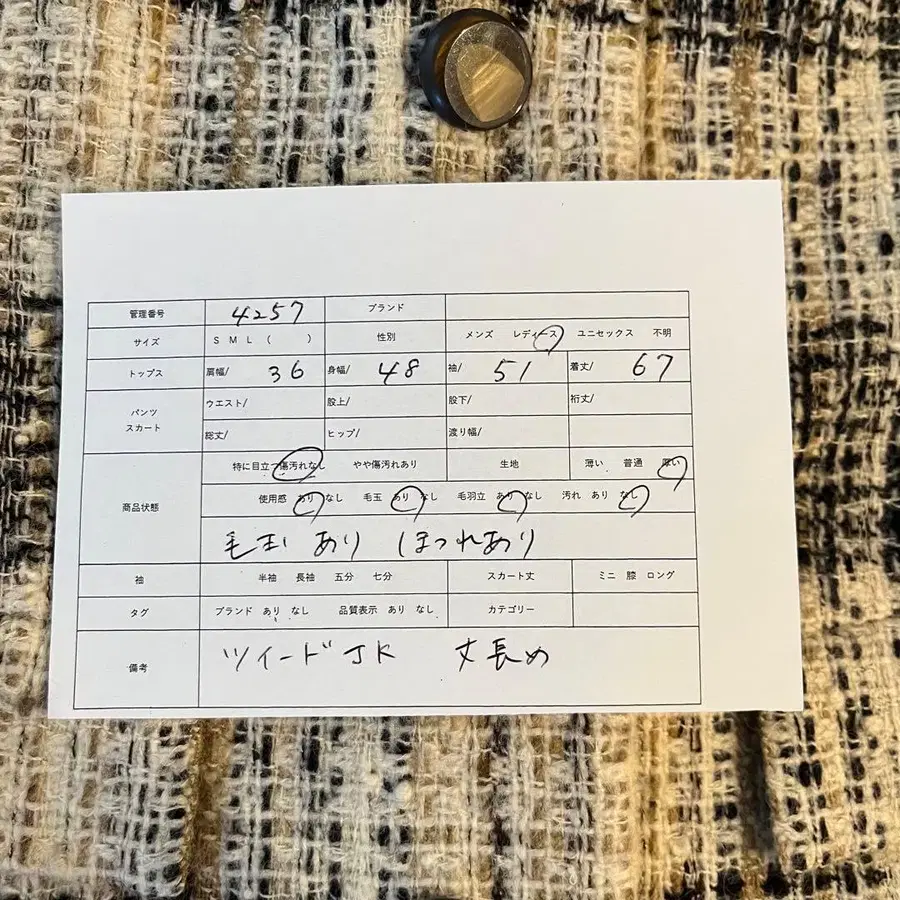 管理番号 4257 ブランド
サイズ S M L ( ) 性別 メンズ レディース ユニセックス 不明
トップス 肩幅/ 36 身幅/ 48 袖/ 51 着丈/ 67
パンツ スカート ウエスト/ 股上/ 股下/ 裄丈/
総丈/ ヒップ/ 渡り幅/
商品状態 特に目立つ傷汚れなし やや傷汚れあり 生地 薄い 普通 厚い
使用感 あり なし 毛玉 あり なし 毛羽立 あり なし 汚れ あり なし
毛玉 あり ほつれあり
袖 半袖 長袖 五分 七分 スカート丈 ミニ 膝 ロング
タグ ブランド あり なし 品質表示 あり なし カテゴリー
備考 ツイードJK 丈長め